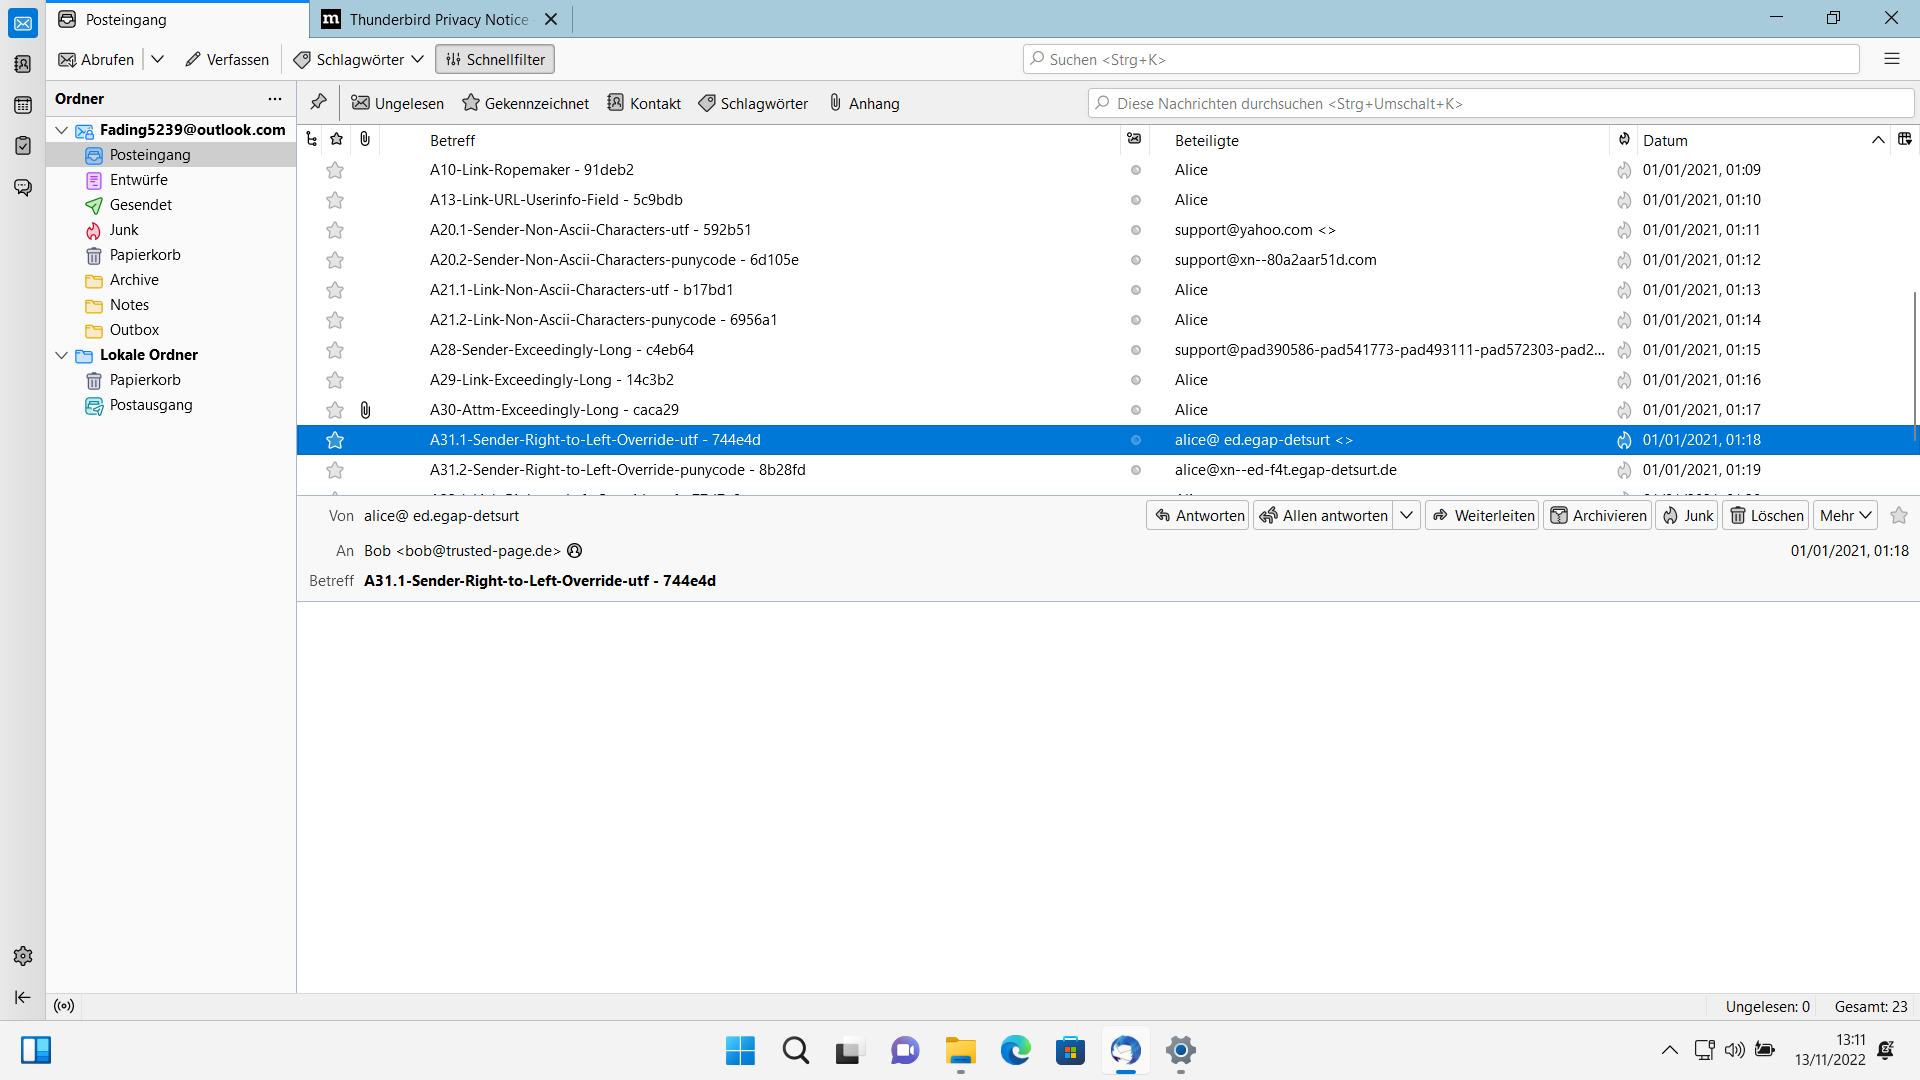 Posteingang
Thunderbird Privacy Notice
Abrufen
Verfassen
Schlagwörter
Schnellfilter
Suchen <Strg+K>
Ordner
Ungelesen
Gekennzeichnet
Kontakt
Schlagwörter
Anhang
Diese Nachrichten durchsuchen <Strg+Umschalt+K>
Fading5239@outlook.com
Posteingang
Entwürfe
Gesendet
Junk
Papierkorb
Archive
Notes
Outbox
Lokale Ordner
Papierkorb
Postausgang
Betreff Beteiligte Datum
A10-Link-Ropemaker - 91deb2 Alice 01/01/2021, 01:09
A13-Link-URL-Userinfo-Field - 5c9bdb Alice 01/01/2021, 01:10
A20.1-Sender-Non-Ascii-Characters-utf - 592b51 support@yahoo.com <> 01/01/2021, 01:11
A20.2-Sender-Non-Ascii-Characters-punycode - 6d105e support@xn--80a2aar51d.com 01/01/2021, 01:12
A21.1-Link-Non-Ascii-Characters-utf - b17bd1 Alice 01/01/2021, 01:13
A21.2-Link-Non-Ascii-Characters-punycode - 6956a1 Alice 01/01/2021, 01:14
A28-Sender-Exceedingly-Long - c4eb64 support@pad390586-pad541773-pad493111-pad572303-pad2... 01/01/2021, 01:15
A29-Link-Exceedingly-Long - 14c3b2 Alice 01/01/2021, 01:16
A30-Attm-Exceedingly-Long - caca29 Alice 01/01/2021, 01:17
A31.1-Sender-Right-to-Left-Override-utf - 744e4d alice@ ed.egap-detsurt <> 01/01/2021, 01:18
A31.2-Sender-Right-to-Left-Override-punycode - 8b28fd alice@xn--ed-f4t.egap-detsurt.de 01/01/2021, 01:19
Von alice@ ed.egap-detsurt
Antworten
Allen antworten
Weiterleiten
Archivieren
Junk
Löschen
Mehr
An Bob <bob@trusted-page.de>
01/01/2021, 01:18
Betreff A31.1-Sender-Right-to-Left-Override-utf - 744e4d
Ungelesen: 0
Gesamt: 23
13:11
13/11/2022